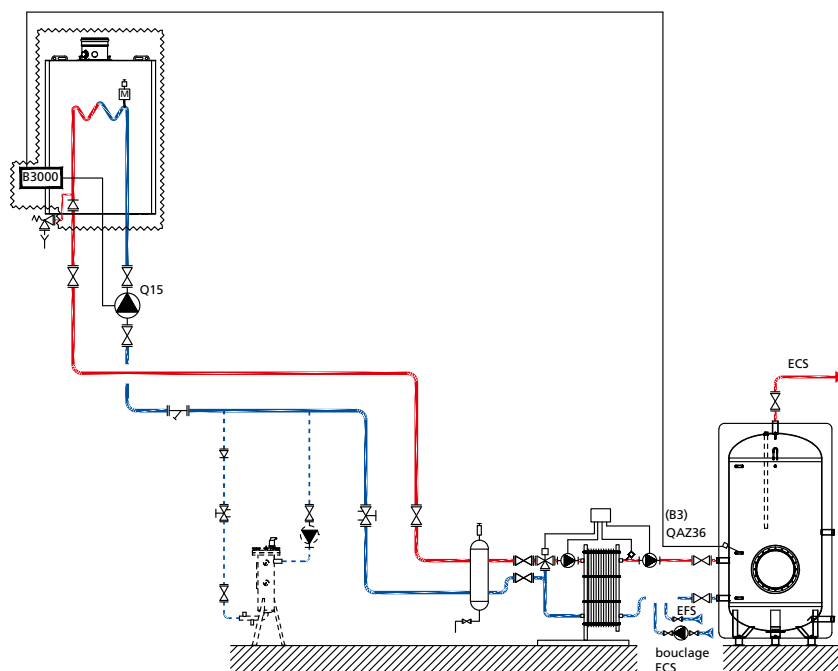 M
B3000
Q15
ECS
(B3)
QAZ36
EFS
bouclage
ECS